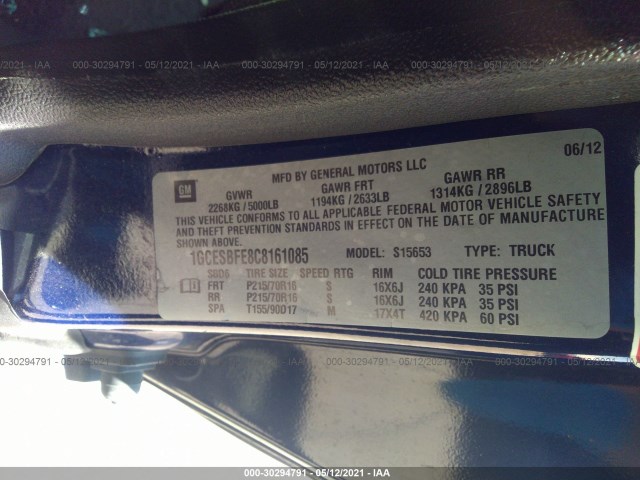 000-30294791 - 05/12/2021 - IAA
000-30294791 - 05/12/2021 - IAA
06/12
GM
MFD BY GENERAL MOTORS LLC
GVWR GAWR FRT GAWR RR
2268KG / 5000LB 1194KG / 2633LB 1314KG / 2896LB
THIS VEHICLE CONFORMS TO ALL APPLICABLE FEDERAL MOTOR VEHICLE SAFETY
AND THEFT PREVENTION STANDARDS IN EFFECT ON THE DATE OF MANUFACTURE
SHOWN ABOVE.
1GCESBFE8C8161085 MODEL: S15653 TYPE: TRUCK
SGD6 TIRE SIZE SPEED RTG RIM COLD TIRE PRESSURE
FRT P215/70R16 S 16X6J 240 KPA 35 PSI
RR P215/70R16 S 16X6J 240 KPA 35 PSI
SPA T155/90D17 M 17X4T 420 KPA 60 PSI
000-30294791 - 05/12/2021 - IAA
000-30294791 - 05/12/2021 - IAA